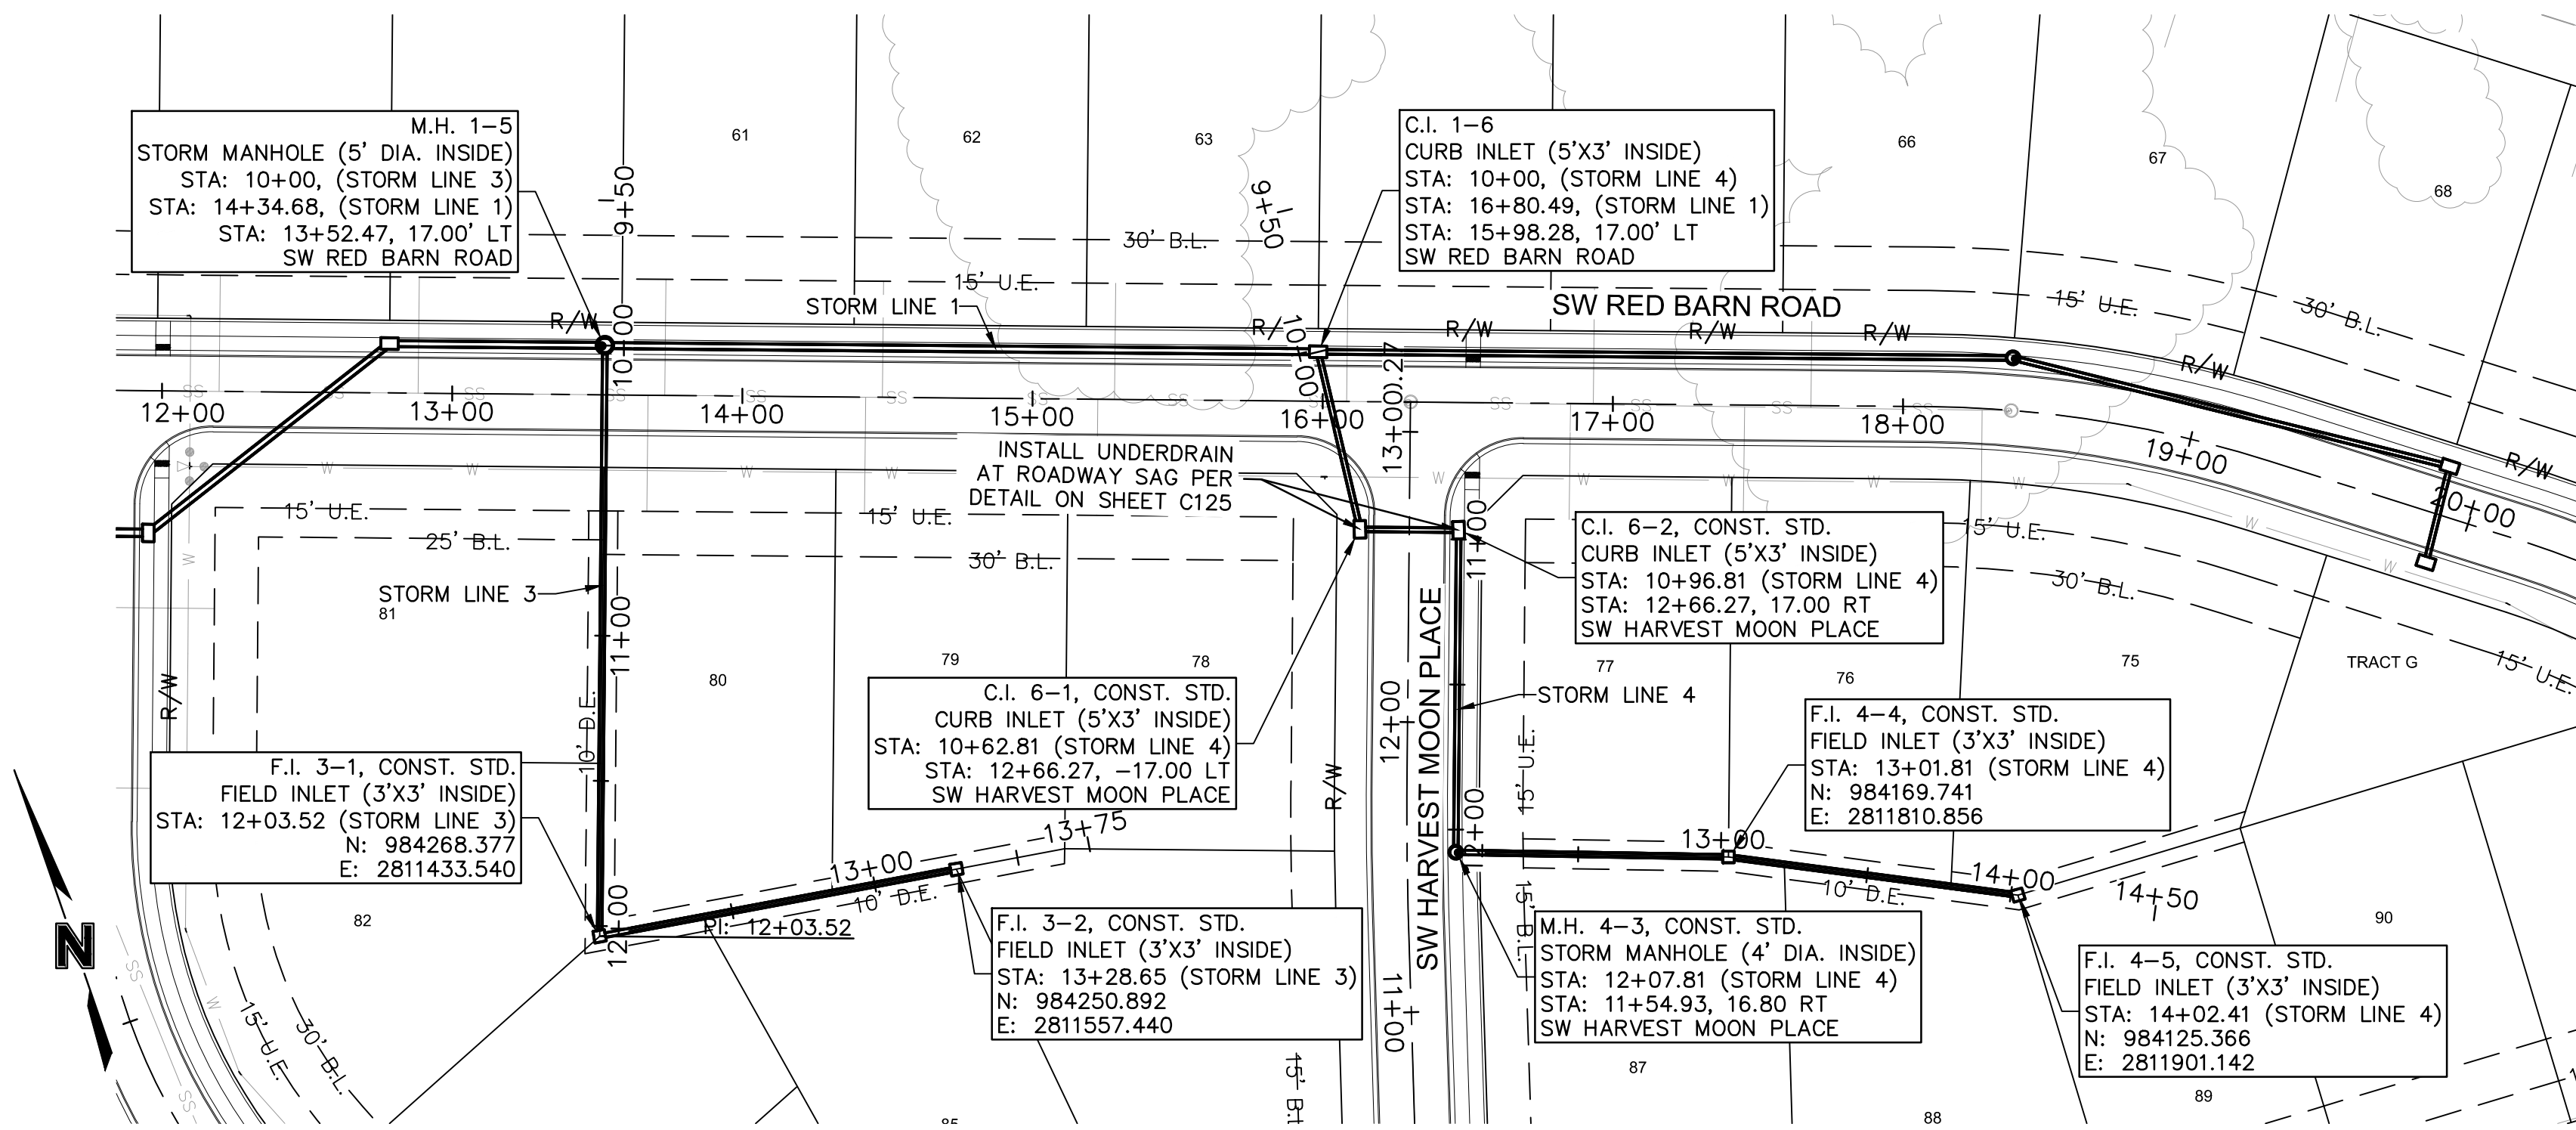 M.H. 1-5
STORM MANHOLE (5' DIA. INSIDE)
STA: 10+00, (STORM LINE 3)
STA: 14+34.68, (STORM LINE 1)
STA: 13+52.47, 17.00' LT
SW RED BARN ROAD
9+50
61
62
63
9+50
C.I. 1-6
CURB INLET (5'X3' INSIDE)
STA: 10+00, (STORM LINE 4)
STA: 16+80.49, (STORM LINE 1)
STA: 15+98.28, 17.00' LT
SW RED BARN ROAD
66
67
68
30' B.L.
15' U.E.
STORM LINE 1
SW RED BARN ROAD
15' U.E.
30' B.L.
R/W
R/
R/W
R/W
R/W
R/W
R/W
10+00
10+00
13+00.27
12+00
13+00
14+00
15+00
16+00
17+00
18+00
19+00
20+00
SS
SS
SS
SS
SS
SS
SS
SS
SS
SS
INSTALL UNDERDRAIN
AT ROADWAY SAG PER
DETAIL ON SHEET C125
W
W
W
W
W
W
W
W
W
W
W
15' U.E.
25' B.L.
15' U.E.
30' B.L.
STORM LINE 3
81
11+00
80
79
78
11+00
C.I. 6-2, CONST. STD.
CURB INLET (5'X3' INSIDE)
STA: 10+96.81 (STORM LINE 4)
STA: 12+66.27, 17.00 RT
SW HARVEST MOON PLACE
15' U.E.
30' B.L.
77
76
75
TRACT G
15' U.E.
R/W
10' D.E.
C.I. 6-1, CONST. STD.
CURB INLET (5'X3' INSIDE)
STA: 10+62.81 (STORM LINE 4)
STA: 12+66.27, -17.00 LT
SW HARVEST MOON PLACE
R/W
12+00
SW HARVEST MOON PLACE
STORM LINE 4
15' U.E.
F.I. 4-4, CONST. STD.
FIELD INLET (3'X3' INSIDE)
STA: 13+01.81 (STORM LINE 4)
N: 984169.741
E: 2811810.856
F.I. 3-1, CONST. STD.
FIELD INLET (3'X3' INSIDE)
STA: 12+03.52 (STORM LINE 3)
N: 984268.377
E: 2811433.540
13+75
13+00
10' D.E.
12+00
PI: 12+03.52
12+00
13+00
10' D.E.
14+00
14+50
82
90
N
F.I. 3-2, CONST. STD.
FIELD INLET (3'X3' INSIDE)
STA: 13+28.65 (STORM LINE 3)
N: 984250.892
E: 2811557.440
11+00
15' B.L.
M.H. 4-3, CONST. STD.
STORM MANHOLE (4' DIA. INSIDE)
STA: 12+07.81 (STORM LINE 4)
STA: 11+54.93, 16.80 RT
SW HARVEST MOON PLACE
F.I. 4-5, CONST. STD.
FIELD INLET (3'X3' INSIDE)
STA: 14+02.41 (STORM LINE 4)
N: 984125.366
E: 2811901.142
SS
W
SS
15' U.E.
30' B.L.
15' B.L.
87
88
89
85